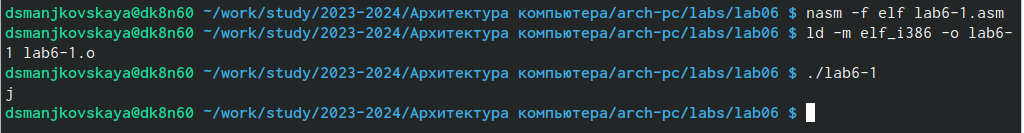 dsmanjkovskaya@dk8n60 ~/work/study/2023-2024/Архитектура компьютера/arch-pc/labs/lab06 $ nasm -f elf lab6-1.asm
dsmanjkovskaya@dk8n60 ~/work/study/2023-2024/Архитектура компьютера/arch-pc/labs/lab06 $ ld -m elf_i386 -o lab6-
1 lab6-1.o
dsmanjkovskaya@dk8n60 ~/work/study/2023-2024/Архитектура компьютера/arch-pc/labs/lab06 $ ./lab6-1
j
dsmanjkovskaya@dk8n60 ~/work/study/2023-2024/Архитектура компьютера/arch-pc/labs/lab06 $